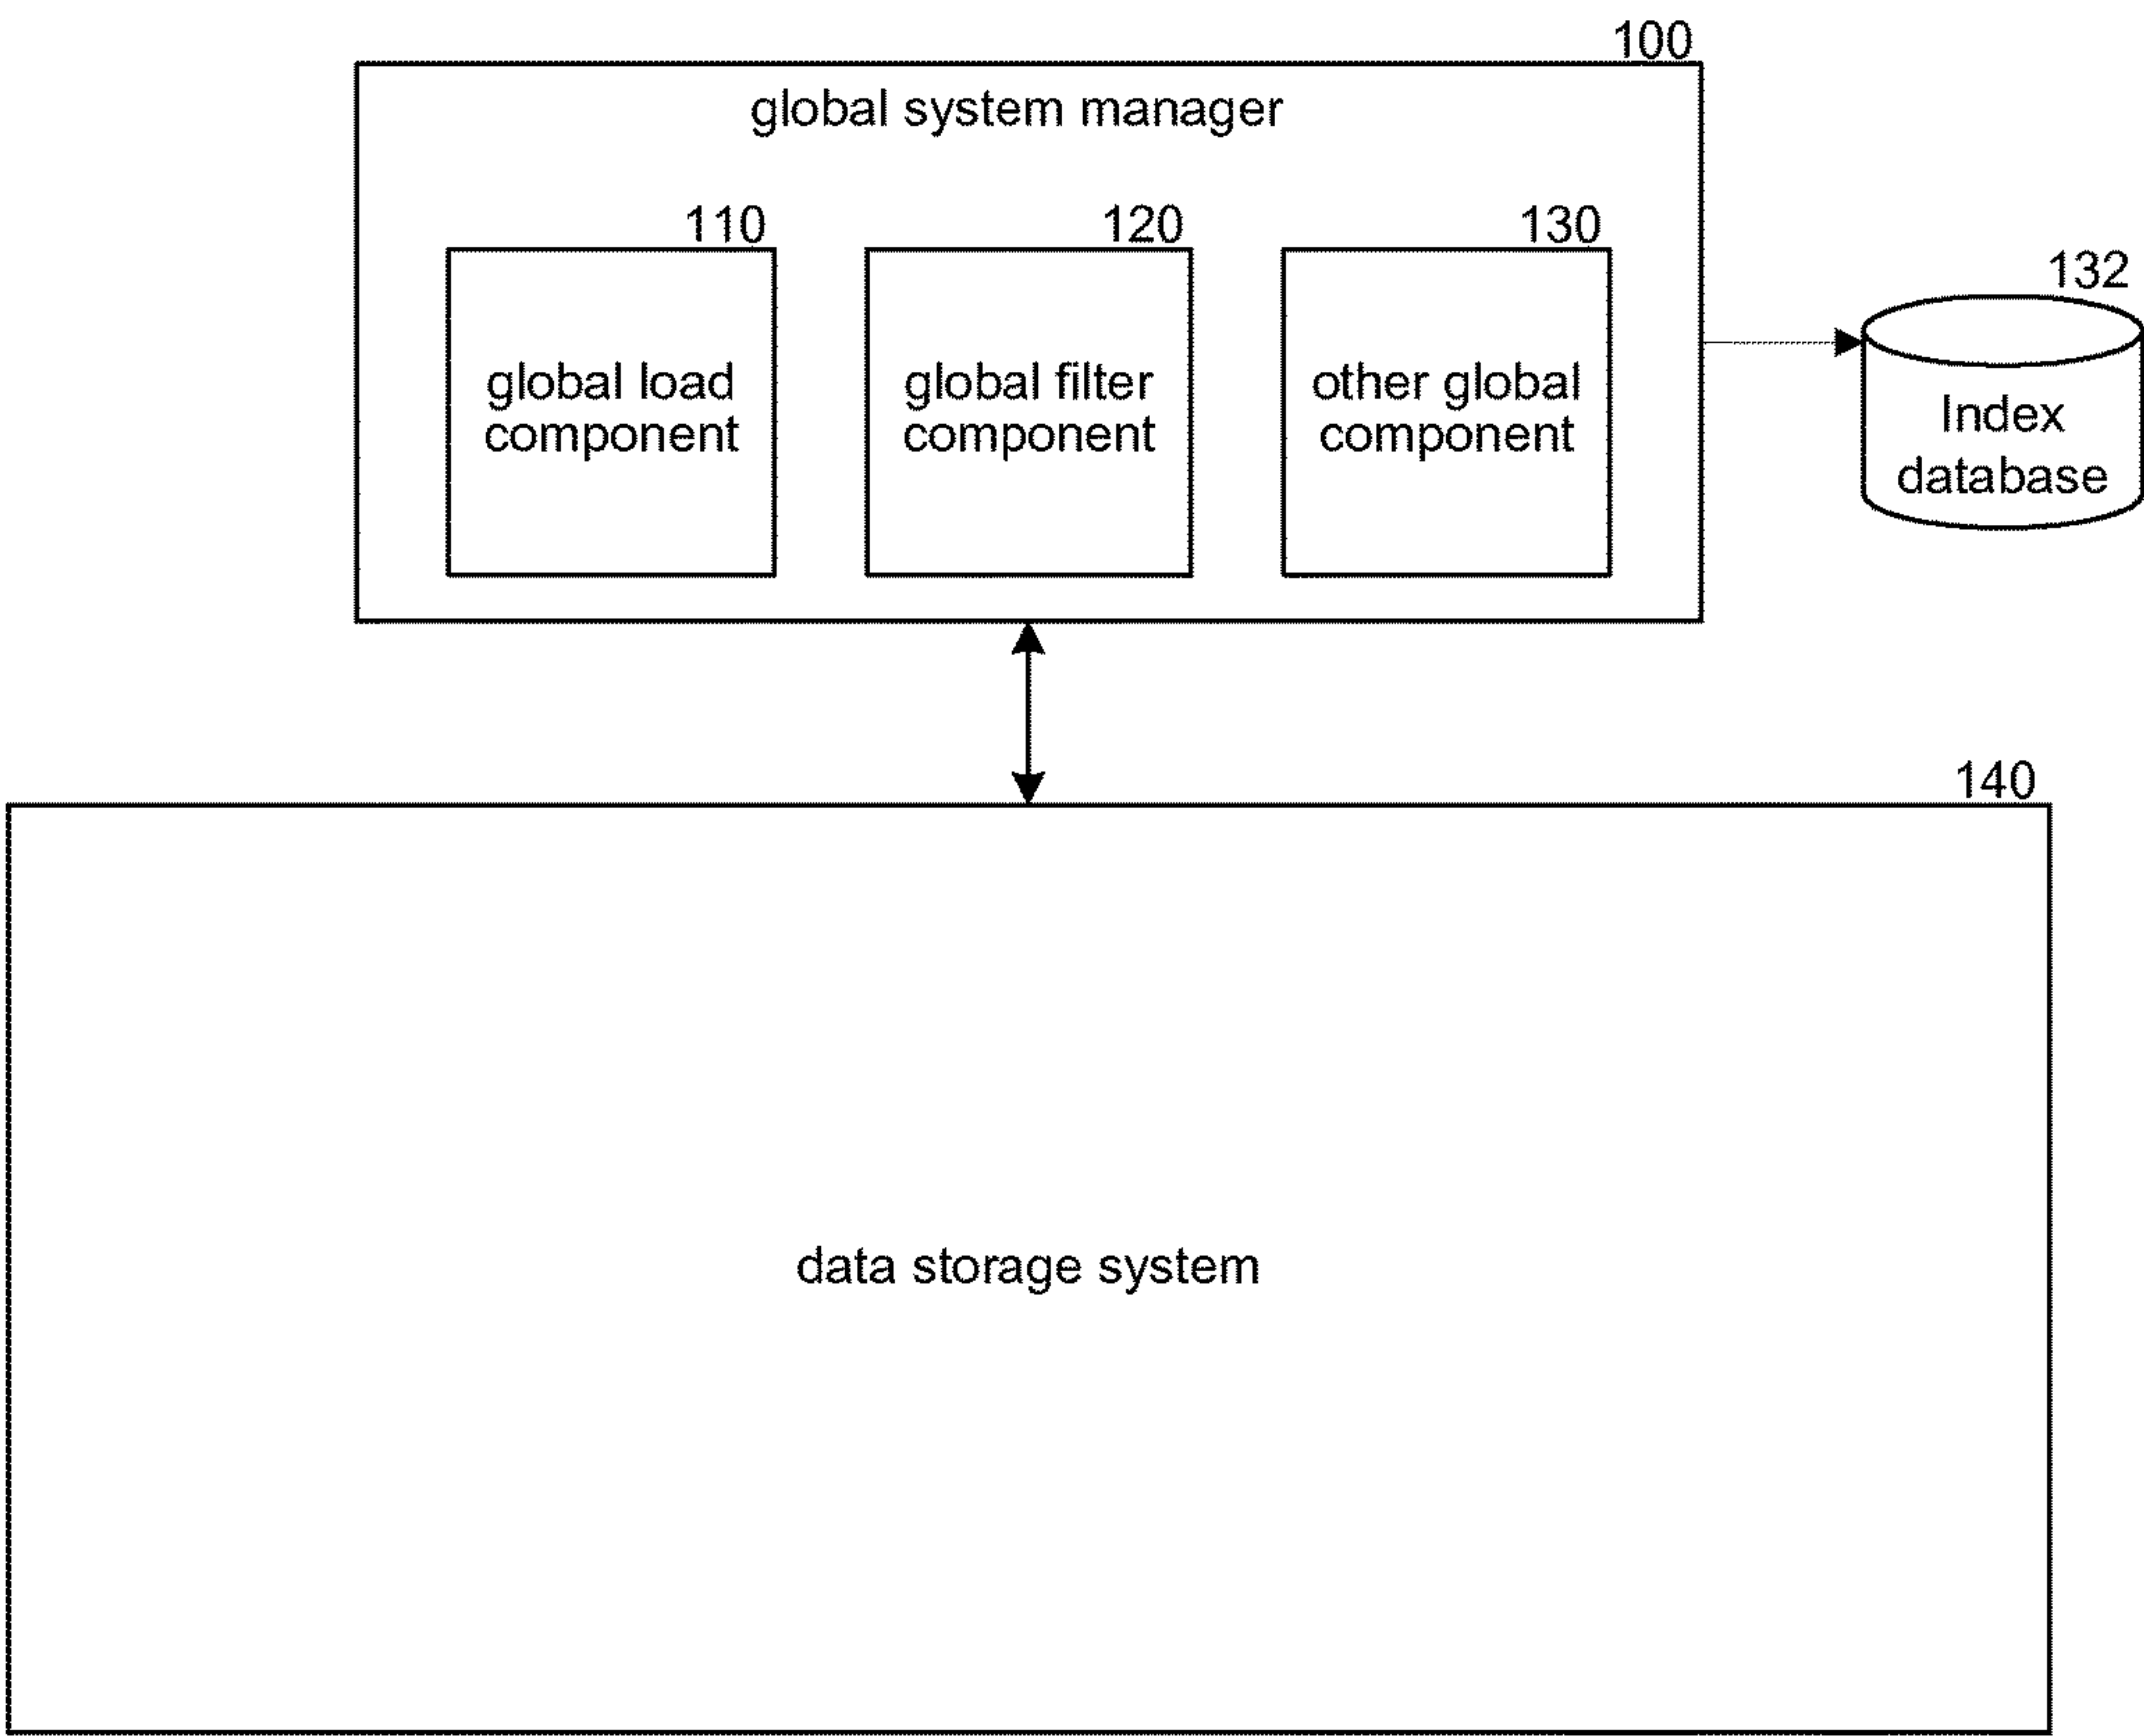 100
global system manager
110
120
130
global load
component
global filter
component
other global
component
132
Index
database
140
data storage system